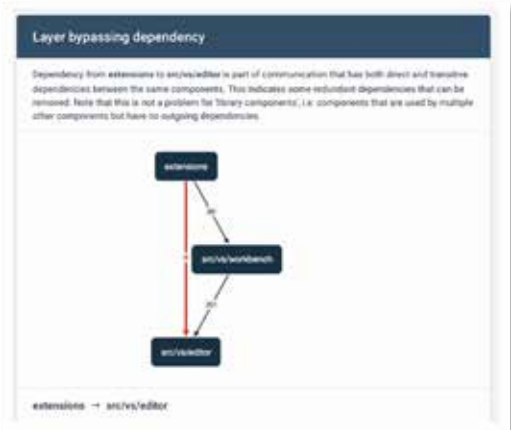 Layer bypassing dependency
Dependency from extensions to src/vs/editor is part of communication that has both direct and transitive
dependencies between the same components. This indicates some redundant dependencies that can be
removed. Note that this is not a problem for 'library components', i.e. components that are used by multiple
other components but have no outgoing dependencies.
extensions
src/vs/workbench
src/vs/editor
extensions → src/vs/editor